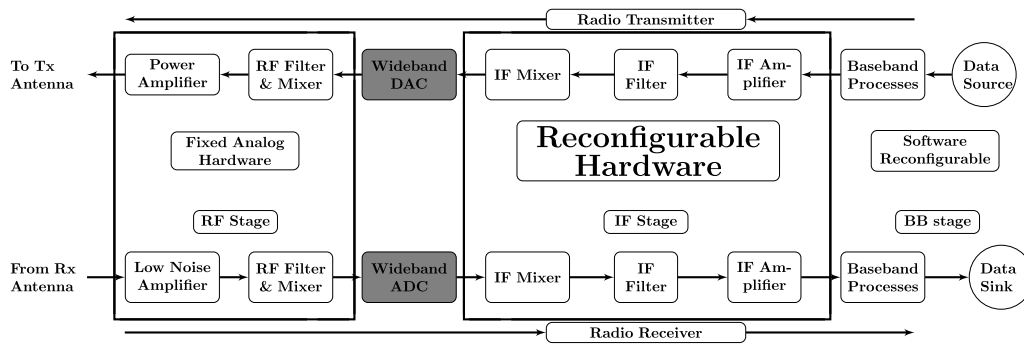 Radio Transmitter
To Tx
Antenna
Power
Amplifier
RF Filter
& Mixer
Wideband
DAC
IF Mixer
IF
Filter
IF Am-
plifier
Baseband
Processes
Data
Source
Fixed Analog
Hardware
Reconfigurable
Hardware
Software
Reconfigurable
RF Stage
IF Stage
BB stage
From Rx
Antenna
Low Noise
Amplifier
RF Filter
& Mixer
Wideband
ADC
IF Mixer
IF
Filter
IF Am-
plifier
Baseband
Processes
Data
Sink
Radio Receiver